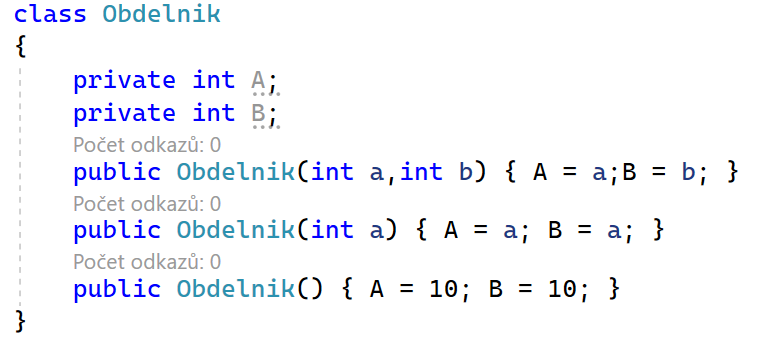 class Obdelnik
{
private int A;
private int B;
Počet odkazů: 0
public Obdelnik(int a,int b) { A = a;B = b; }
Počet odkazů: 0
public Obdelnik(int a) { A = a; B = a; }
Počet odkazů: 0
public Obdelnik() { A = 10; B = 10; }
}